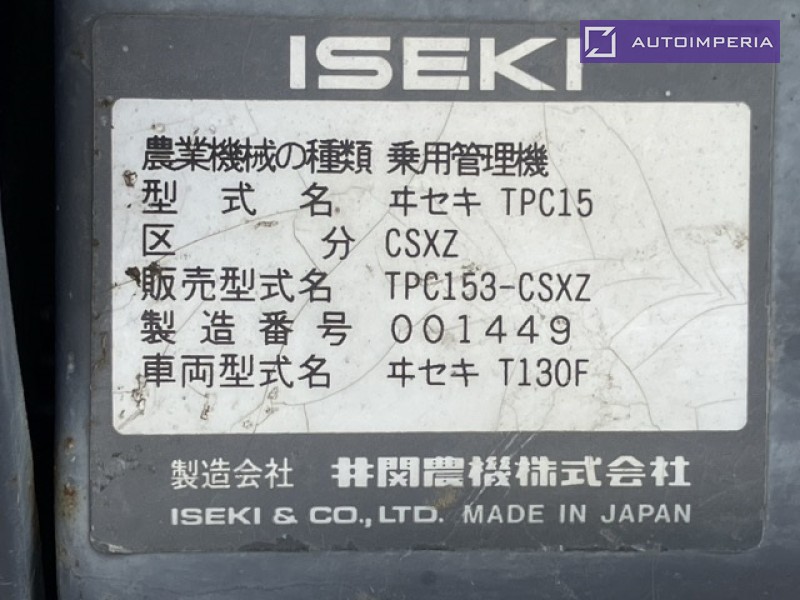 ISEKI
AUTOIMPERIA
農業機械の種類 乗用管理機
型式名 ヰセキ TPC15
区分 CSXZ
販売型式名 TPC153-CSXZ
製造番号 001449
車両型式名 ヰセキ T130F
製造会社 井関農機株式会社
ISEKI & CO.,LTD. MADE IN JAPAN